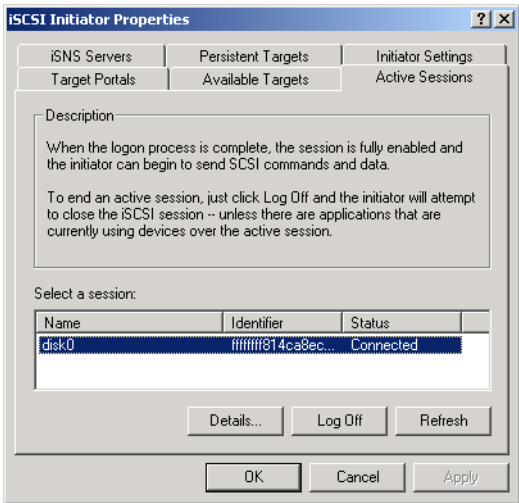 iSCSI Initiator Properties
iSNS Servers Persistent Targets Initiator Settings
Target Portals Available Targets Active Sessions
Description
When the logon process is complete, the session is fully enabled and
the initiator can begin to send SCSI commands and data.
To end an active session, just click Log Off and the initiator will attempt
to close the iSCSI session -- unless there are applications that are
currently using devices over the active session.
Select a session:
Name Identifier Status
disk0 ffffffff814ca8ec... Connected
Details... Log Off Refresh
OK Cancel Apply